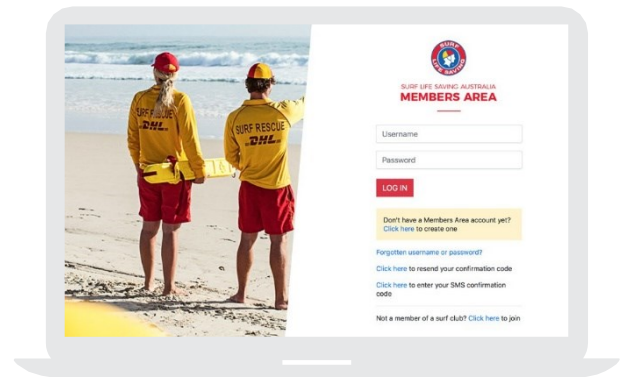 SURF RESCUE
DHL
SURF RESCUE
DHL
SURF
LIFE SAVING
SURF LIFE SAVING AUSTRALIA
MEMBERS AREA
Username
Password
LOG IN
Don't have a Members Area account yet?
Click here to create one
Forgotten username or password?
Click here to resend your confirmation code
Click here to enter your SMS confirmation
code
Not a member of a surf club? Click here to join